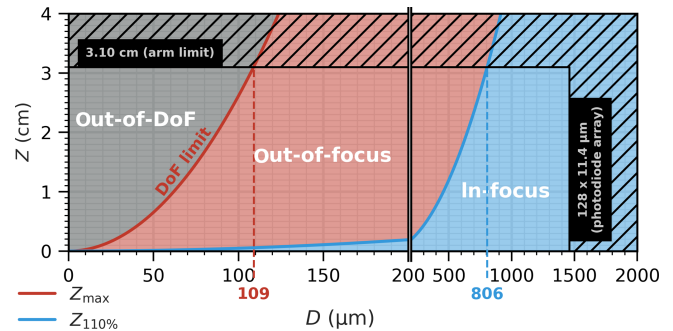 4
3
2
1
0
Z (cm)
3.10 cm (arm limit)
Out-of-DoF
DoF limit
Out-of-focus
In-focus
128 x 11.4 μm
(photodiode array)
0 50 100 150 200 500 1000 1500 2000
109 806
D (μm)
Zmax
Z110%